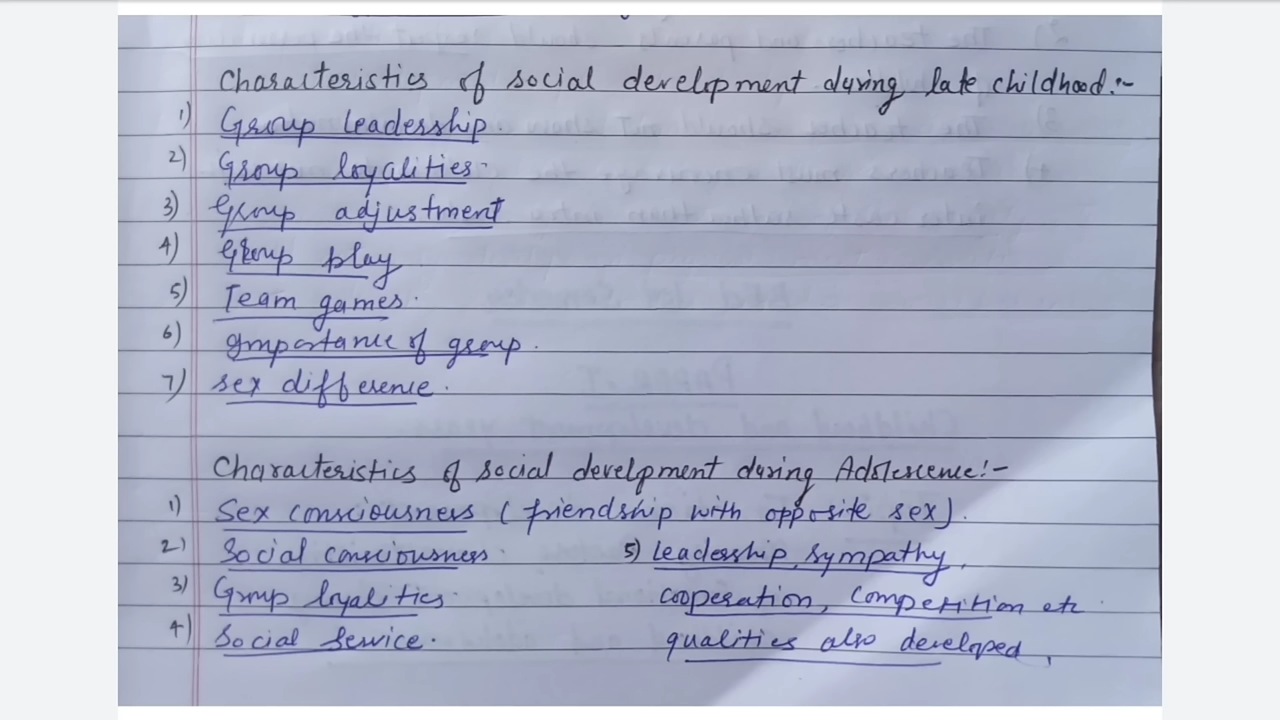 Characteristics of social development during late childhood:-
1) Group leadership.
2) Group loyalities.
3) Group adjustment
4) Group play
5) Team games.
6) Importance of group.
7) sex difference.
Characteristics of social develpment during Adolescence:-
1) Sex consciousness (friendship with opposite sex).
2) Social consciousness.
3) Group loyalities.
4) Social Service.
5) leadership, sympathy,
cooperation, competition etc.
qualities also developed.